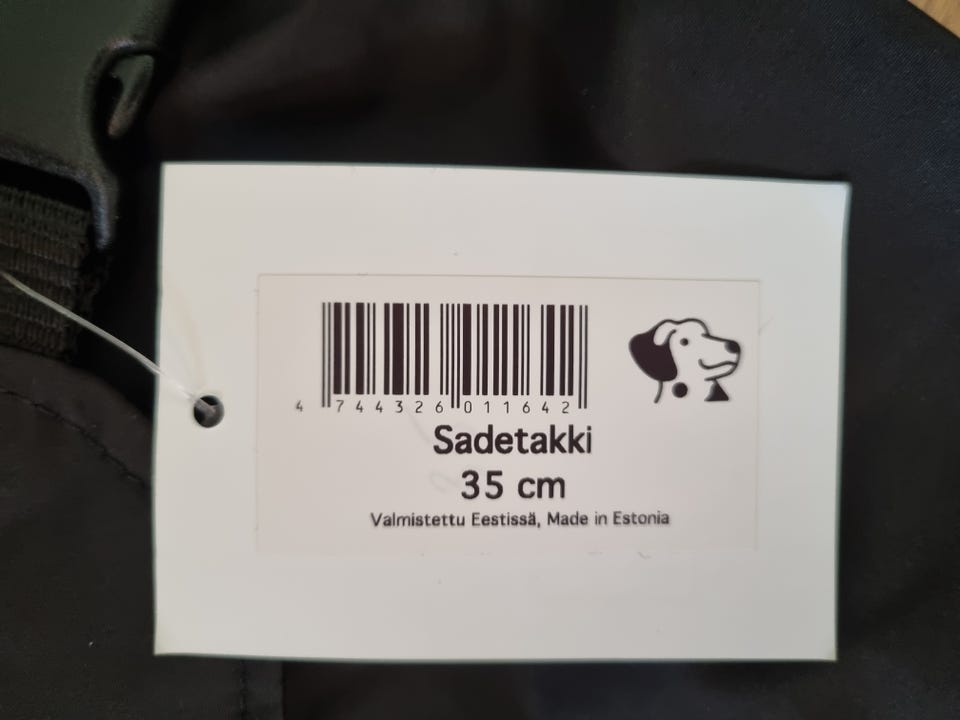 4 744326 011642
Sadetakki
35 cm
Valmistettu Eestissä, Made in Estonia